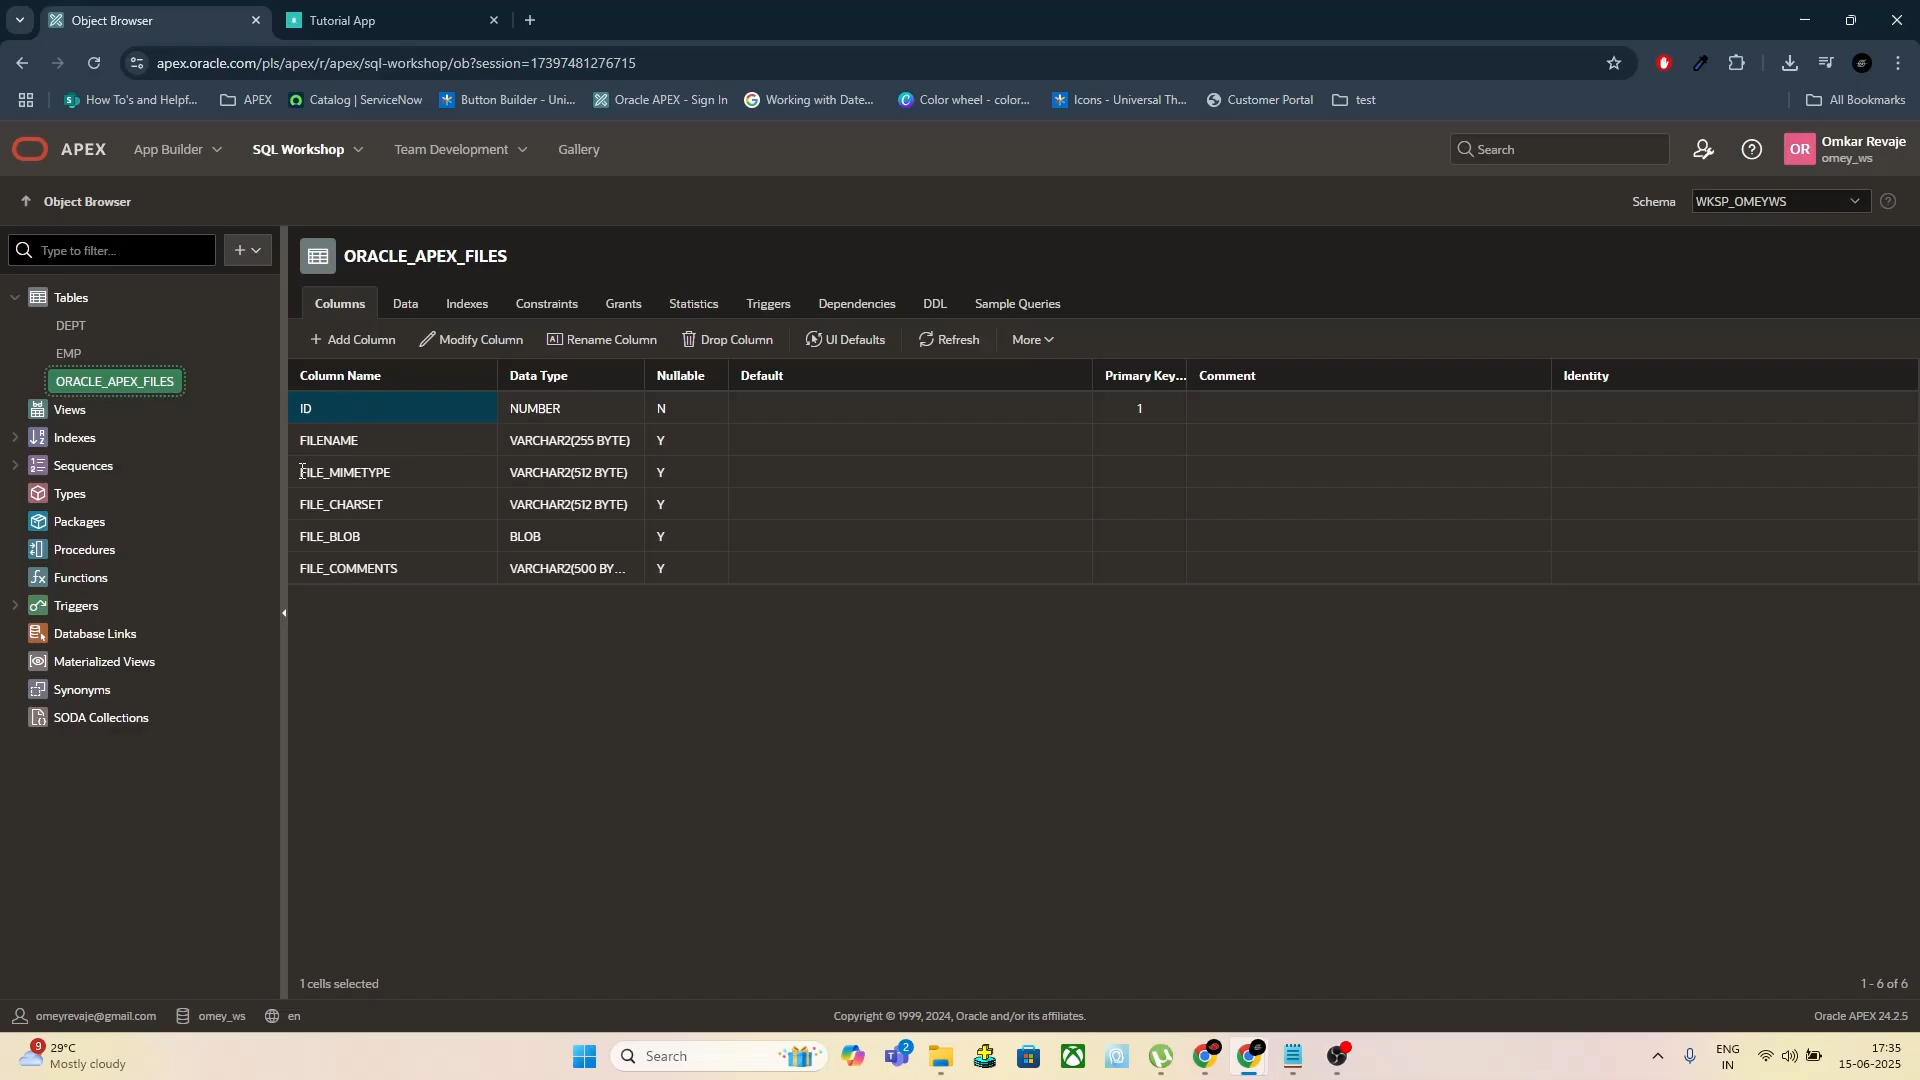 Object Browser
Tutorial App
apex.oracle.com/pls/apex/r/apex/sql-workshop/ob?session=17397481276715
How To's and Helpf...
APEX
Catalog | ServiceNow
Button Builder - Uni...
Oracle APEX - Sign In
Working with Date...
Color wheel - color...
Icons - Universal Th...
Customer Portal
test
All Bookmarks
APEX
App Builder
SQL Workshop
Team Development
Gallery
Search
OR
Omkar Revaje
omey_ws
Object Browser
Schema
WKSP_OMEYWS
Type to filter...
ORACLE_APEX_FILES
Tables
DEPT
EMP
ORACLE_APEX_FILES
Views
Indexes
Sequences
Types
Packages
Procedures
Functions
Triggers
Database Links
Materialized Views
Synonyms
SODA Collections
Columns Data Indexes Constraints Grants Statistics Triggers Dependencies DDL Sample Queries
Add Column Modify Column Rename Column Drop Column UI Defaults Refresh More
Column Name Data Type Nullable Default Primary Key... Comment Identity
ID NUMBER N 1
FILENAME VARCHAR2(255 BYTE) Y
FILE_MIMETYPE VARCHAR2(512 BYTE) Y
FILE_CHARSET VARCHAR2(512 BYTE) Y
FILE_BLOB BLOB Y
FILE_COMMENTS VARCHAR2(500 BY... Y
1 cells selected
1 - 6 of 6
omeyrevaje@gmail.com
omey_ws
en
Copyright © 1999, 2024, Oracle and/or its affiliates.
Oracle APEX 24.2.5
9
29°C
Mostly cloudy
Search
2
ENG
IN
17:35
15-06-2025